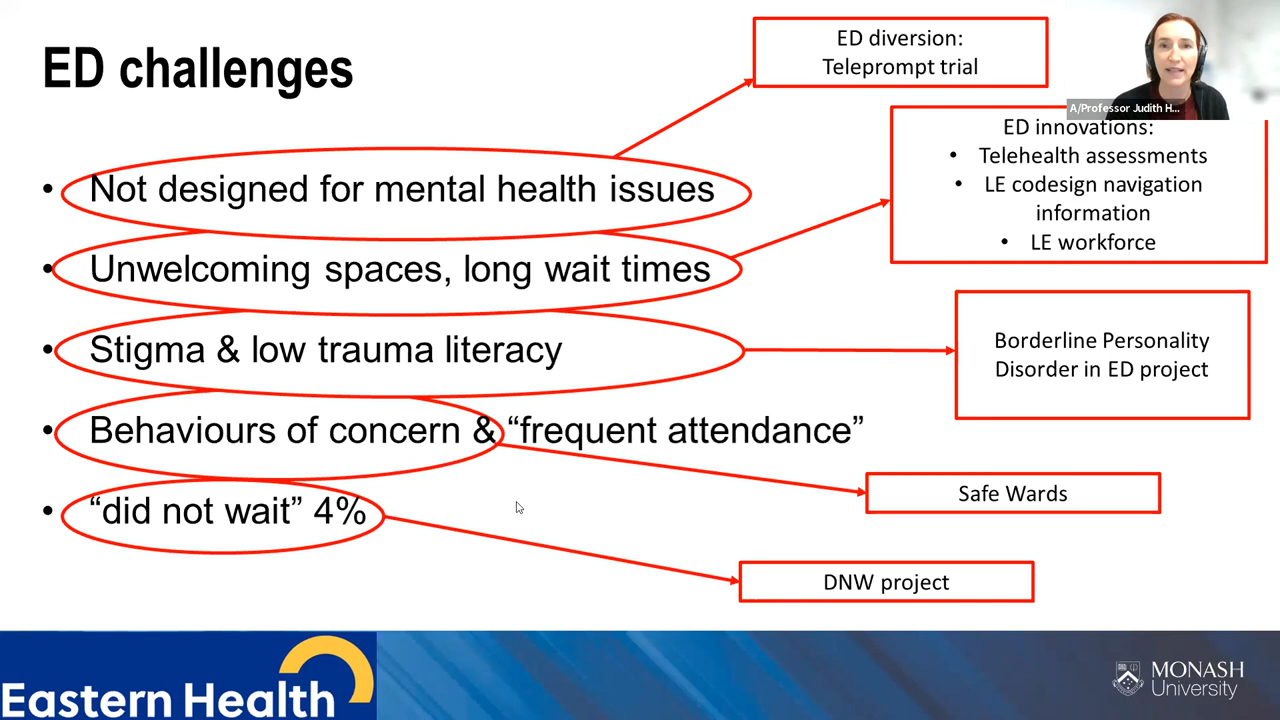 ED challenges
• Not designed for mental health issues
• Unwelcoming spaces, long wait times
• Stigma & low trauma literacy
• Behaviours of concern & “frequent attendance”
• “did not wait” 4%
ED diversion:
Teleprompt trial
A/Professor Judith H...
ED innovations:
• Telehealth assessments
• LE codesign navigation
information
• LE workforce
Borderline Personality
Disorder in ED project
Safe Wards
DNW project
Eastern Health
MONASH
University